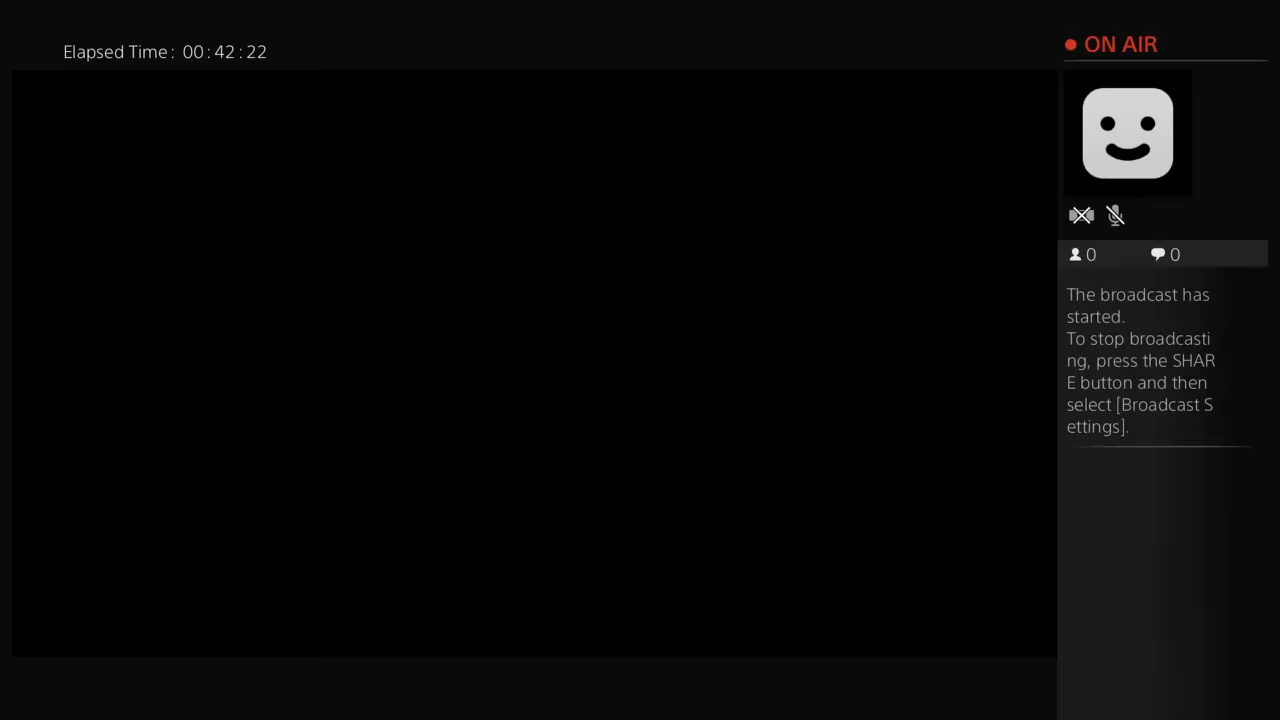 Elapsed Time: 00:42:22
ON AIR
0
0
The broadcast has
started.
To stop broadcasti
ng, press the SHAR
E button and then
select [Broadcast S
ettings].